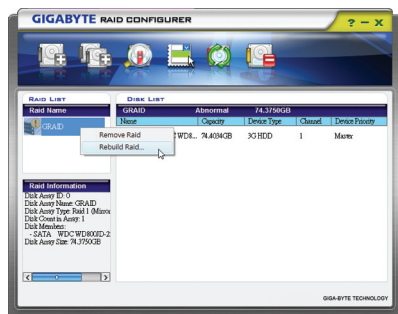 GIGABYTE RAID CONFIGURER
? - X
RAID LIST
Raid Name
GRAID
Remove Raid
Rebuild Raid...
DISK LIST
GRAID Abnormal 74.3750GB
Name Capacity Device Type Channel Device Priority
WD8... 74.4034GB 3G HDD 1 Master
Raid Information
Disk Array ID: 0
Disk Array Name: GRAID
Disk Array Type: Raid 1 (Mirror
Disk Count in Array: 1
Disk Members:
- SATA WDC WD800JD-2
Disk Array Size: 74.3750GB
GIGA-BYTE TECHNOLOGY